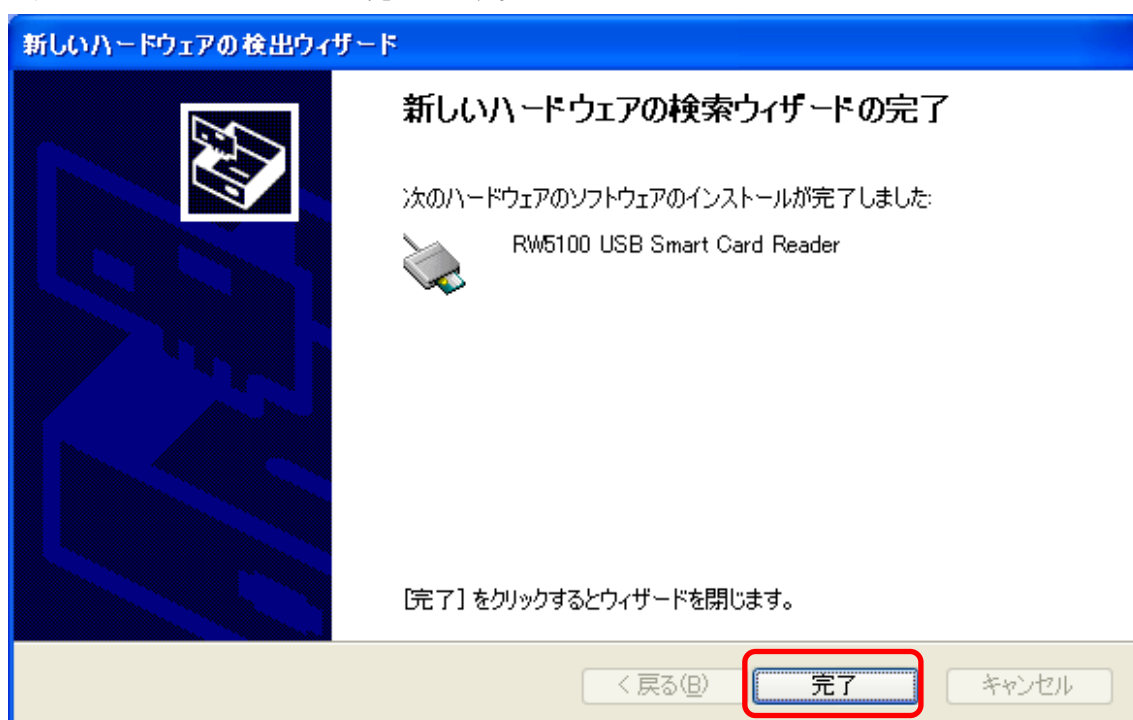 新しいハードウェアの検出ウィザード
新しいハードウェアの検索ウィザードの完了
次のハードウェアのソフトウェアのインストールが完了しました:
RW5100 USB Smart Card Reader
[完了] をクリックするとウィザードを閉じます。
< 戻る(B) 完了 キャンセル